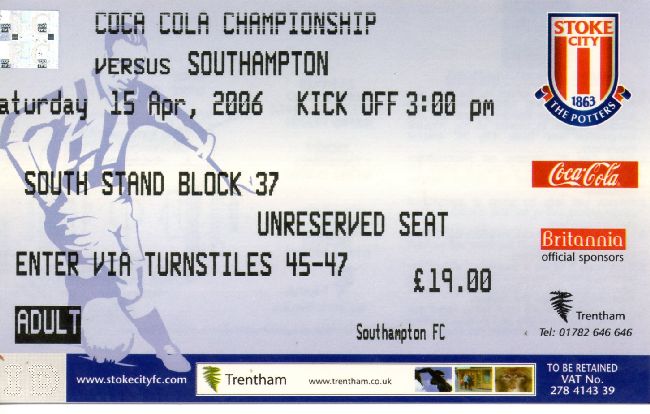 COCA COLA CHAMPIONSHIP
VERSUS SOUTHAMPTON
aturday 15 Apr, 2006 KICK OFF 3:00 pm
STOKE
CITY
1863
THE POTTERS
SOUTH STAND BLOCK 37
Coca-Cola
UNRESERVED SEAT
Britannia
official sponsors
ENTER VIA TURNSTILES 45-47
£19.00
Trentham
Tel: 01782 646 646
ADULT
Southampton FC
www.stokecityfc.com
Trentham www.trentham.co.uk
TO BE RETAINED
VAT No.
278 4143 39